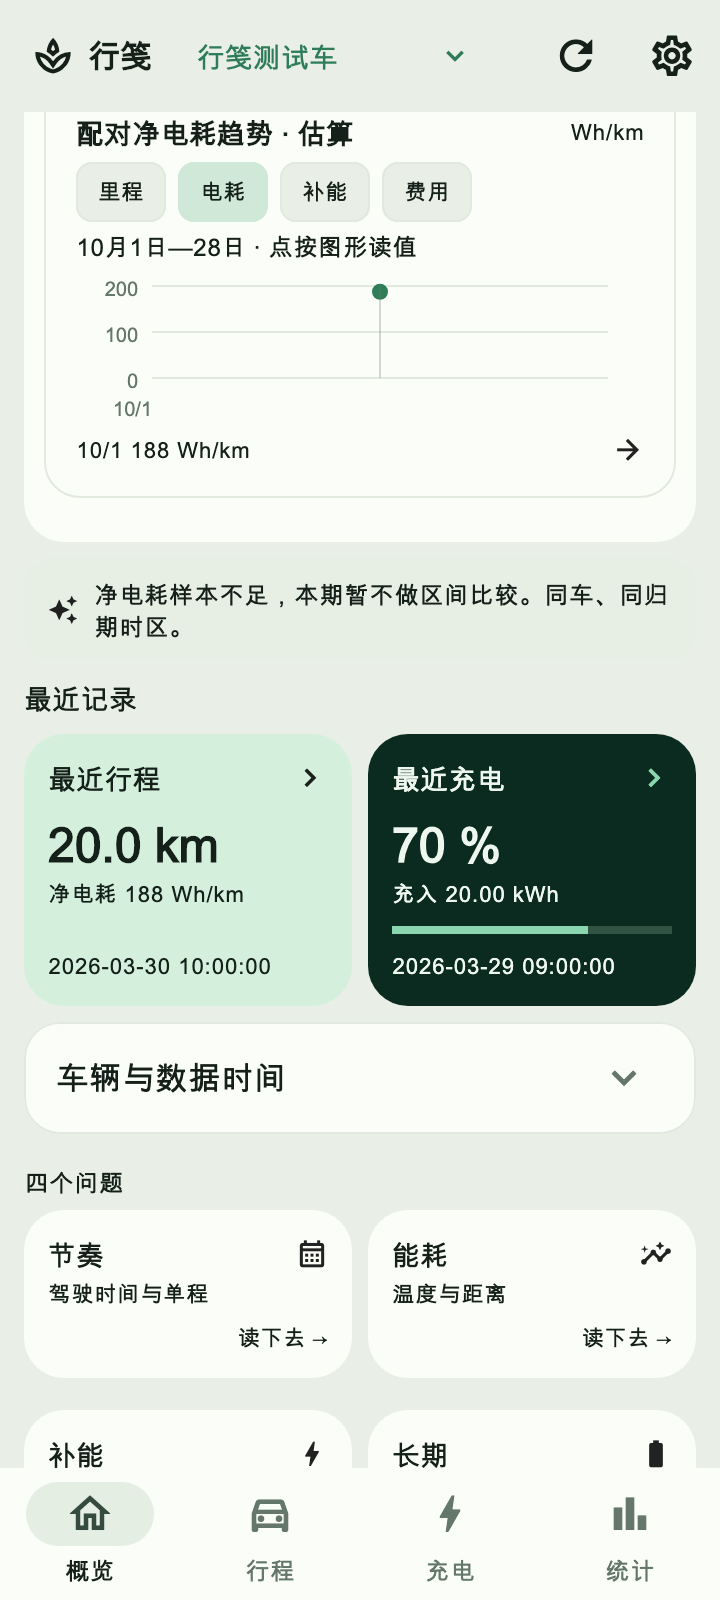 行笺
行笺测试车
配对净电耗趋势 · 估算
Wh/km
里程
电耗
补能
费用
10月1日—28日 · 点按图形读值
200
100
0
10/1
10/1 188 Wh/km
净电耗样本不足，本期暂不做区间比较。同车、同归
期时区。
最近记录
最近行程
20.0 km
净电耗 188 Wh/km
2026-03-30 10:00:00
最近充电
70 %
充入 20.00 kWh
2026-03-29 09:00:00
车辆与数据时间
四个问题
节奏
驾驶时间与单程
读下去 →
能耗
温度与距离
读下去 →
补能
长期
概览
行程
充电
统计